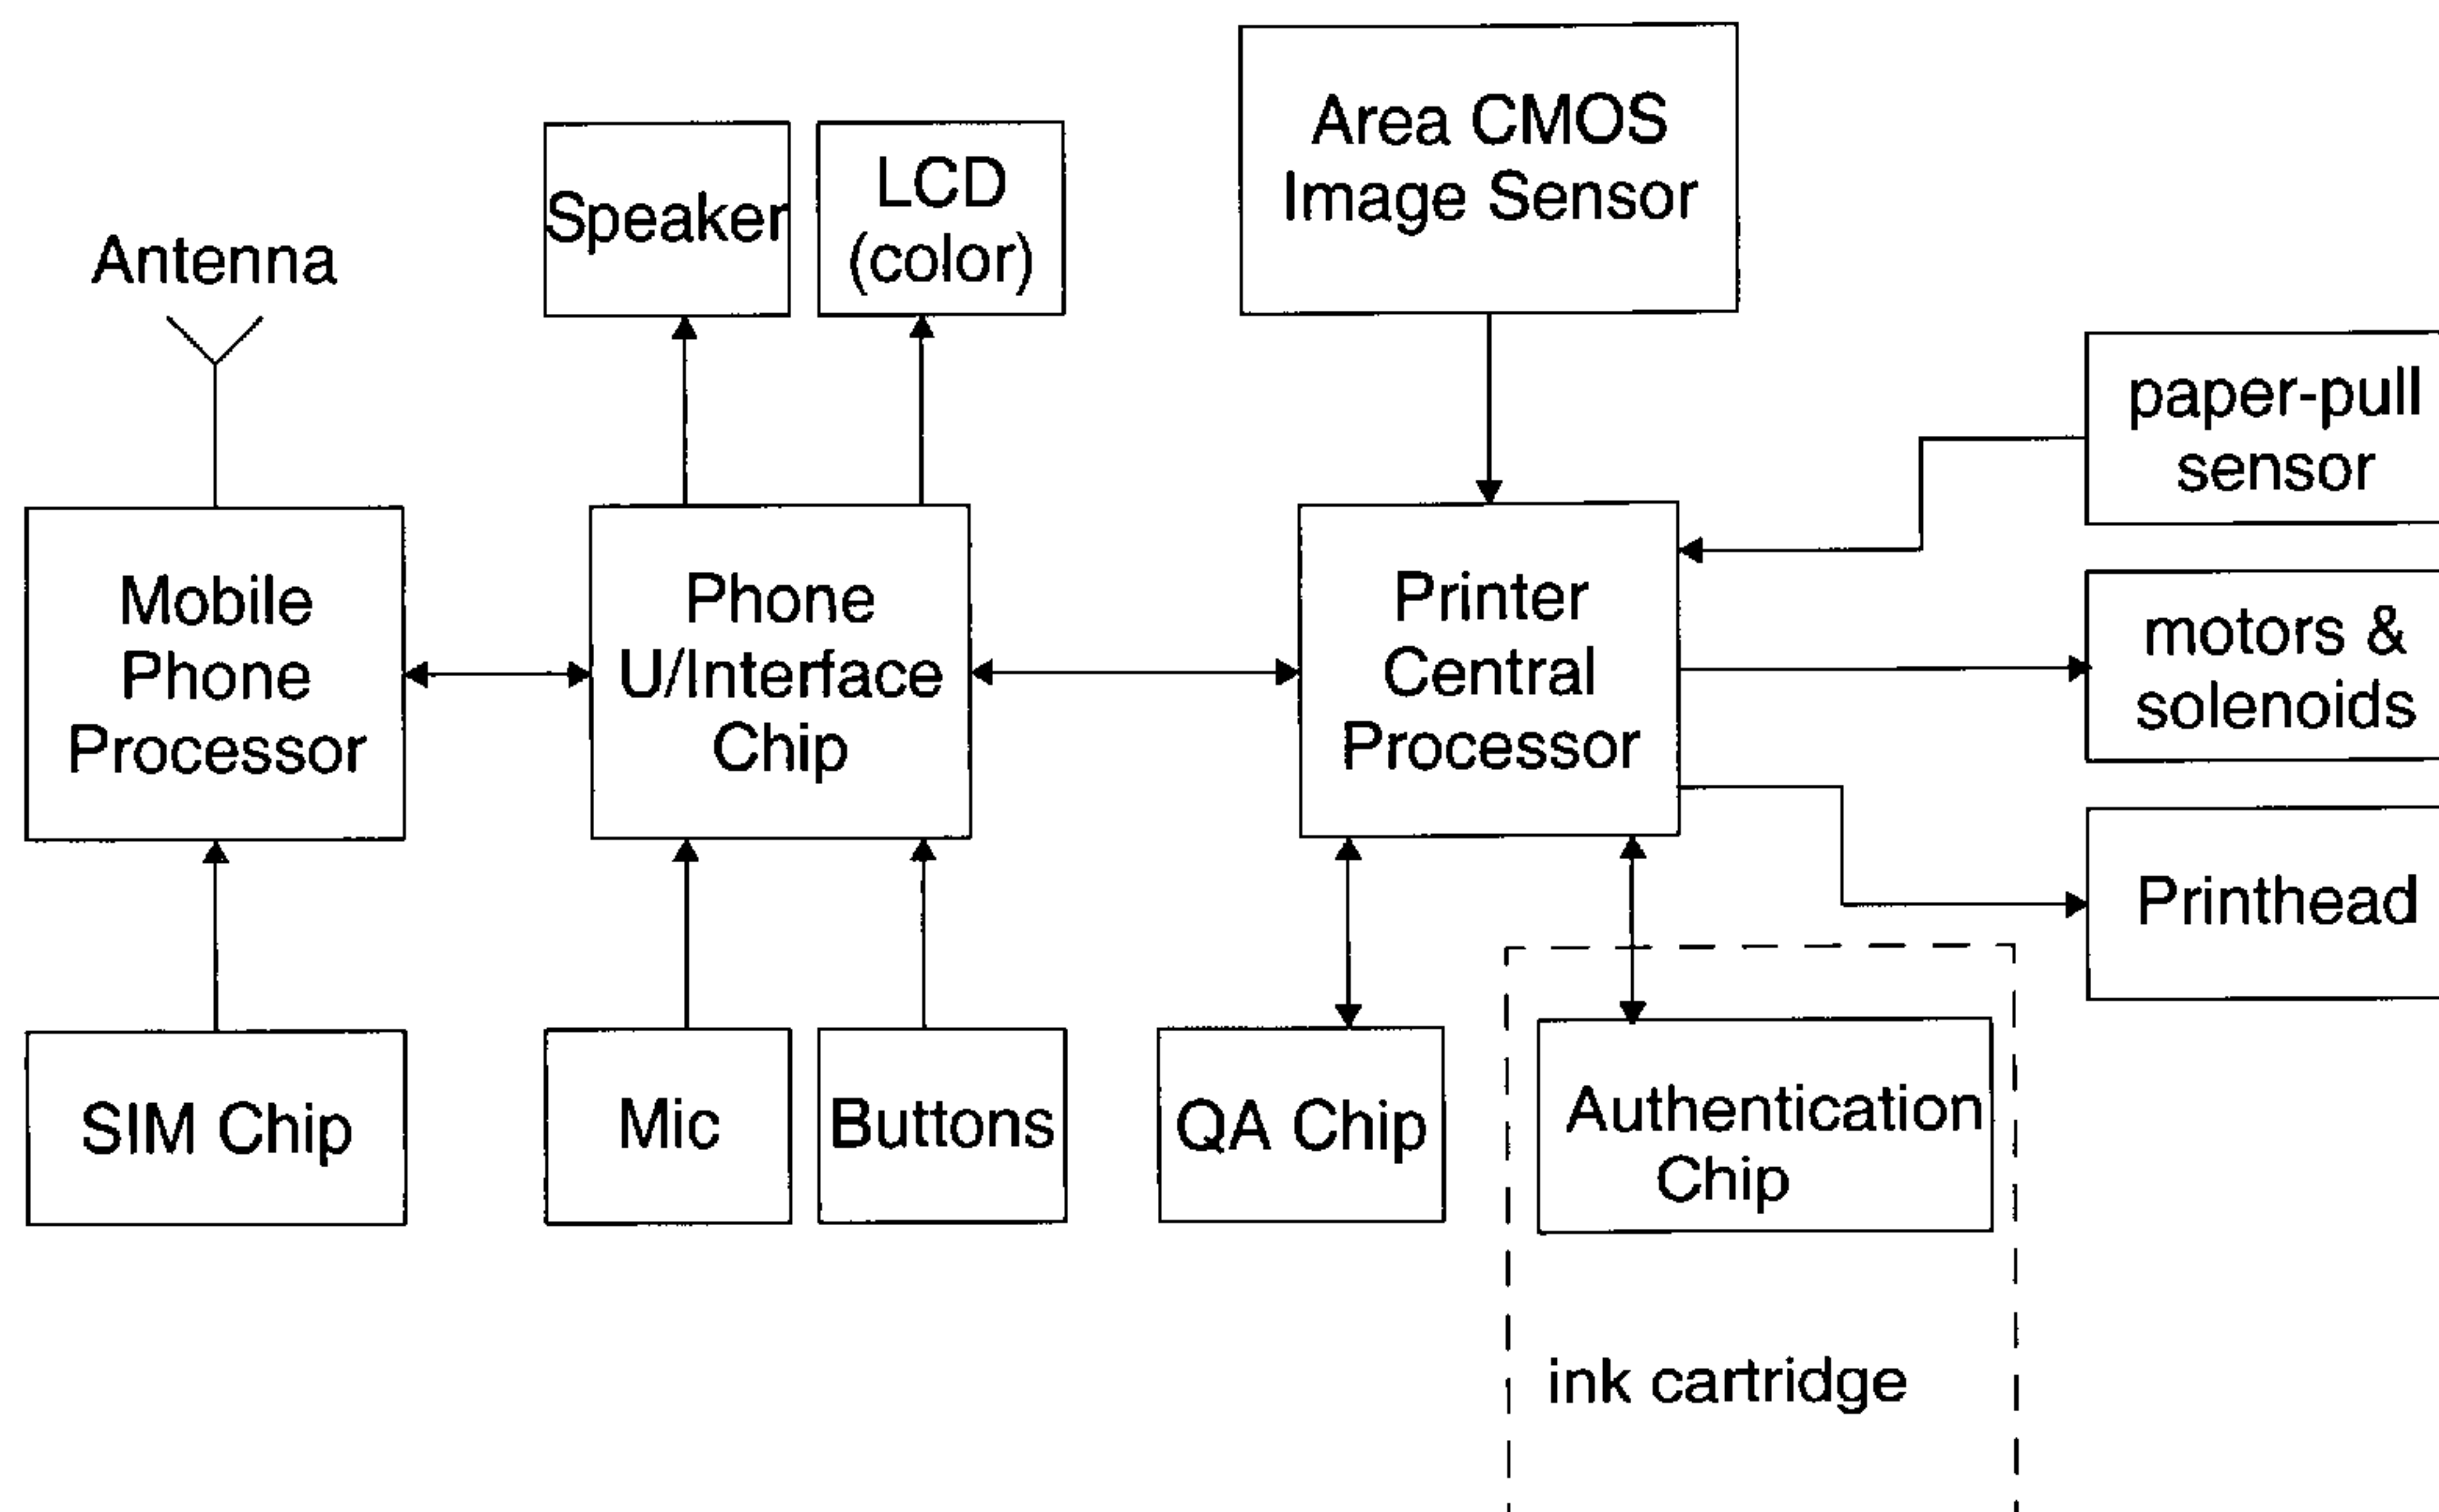 Area CMOS
Image Sensor
Speaker
LCD
(color)
Antenna
paper-pull
sensor
Mobile
Phone
Processor
Phone
U/Interface
Chip
Printer
Central
Processor
motors &
solenoids
Printhead
SIM Chip
Mic
Buttons
QA Chip
Authentication
Chip
ink cartridge